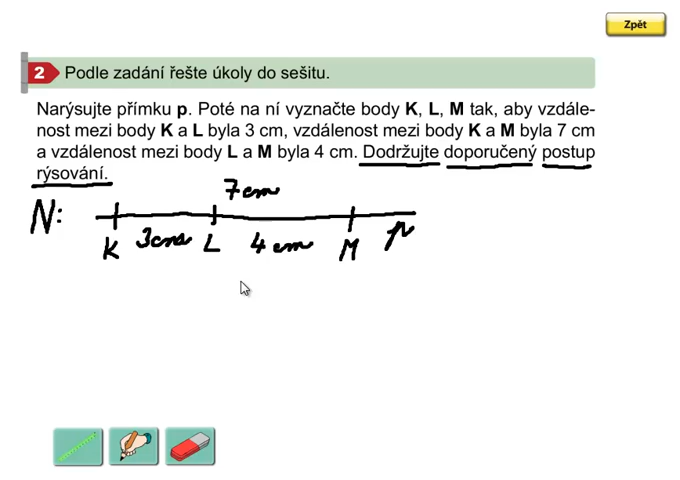 Zpět
2 Podle zadání řešte úkoly do sešitu.
Narýsujte přímku p. Poté na ní vyznačte body K, L, M tak, aby vzdále-
nost mezi body K a L byla 3 cm, vzdálenost mezi body K a M byla 7 cm
a vzdálenost mezi body L a M byla 4 cm. Dodržujte doporučený postup
rýsování.
7 cm
N:
K 3cm L 4 cm M p